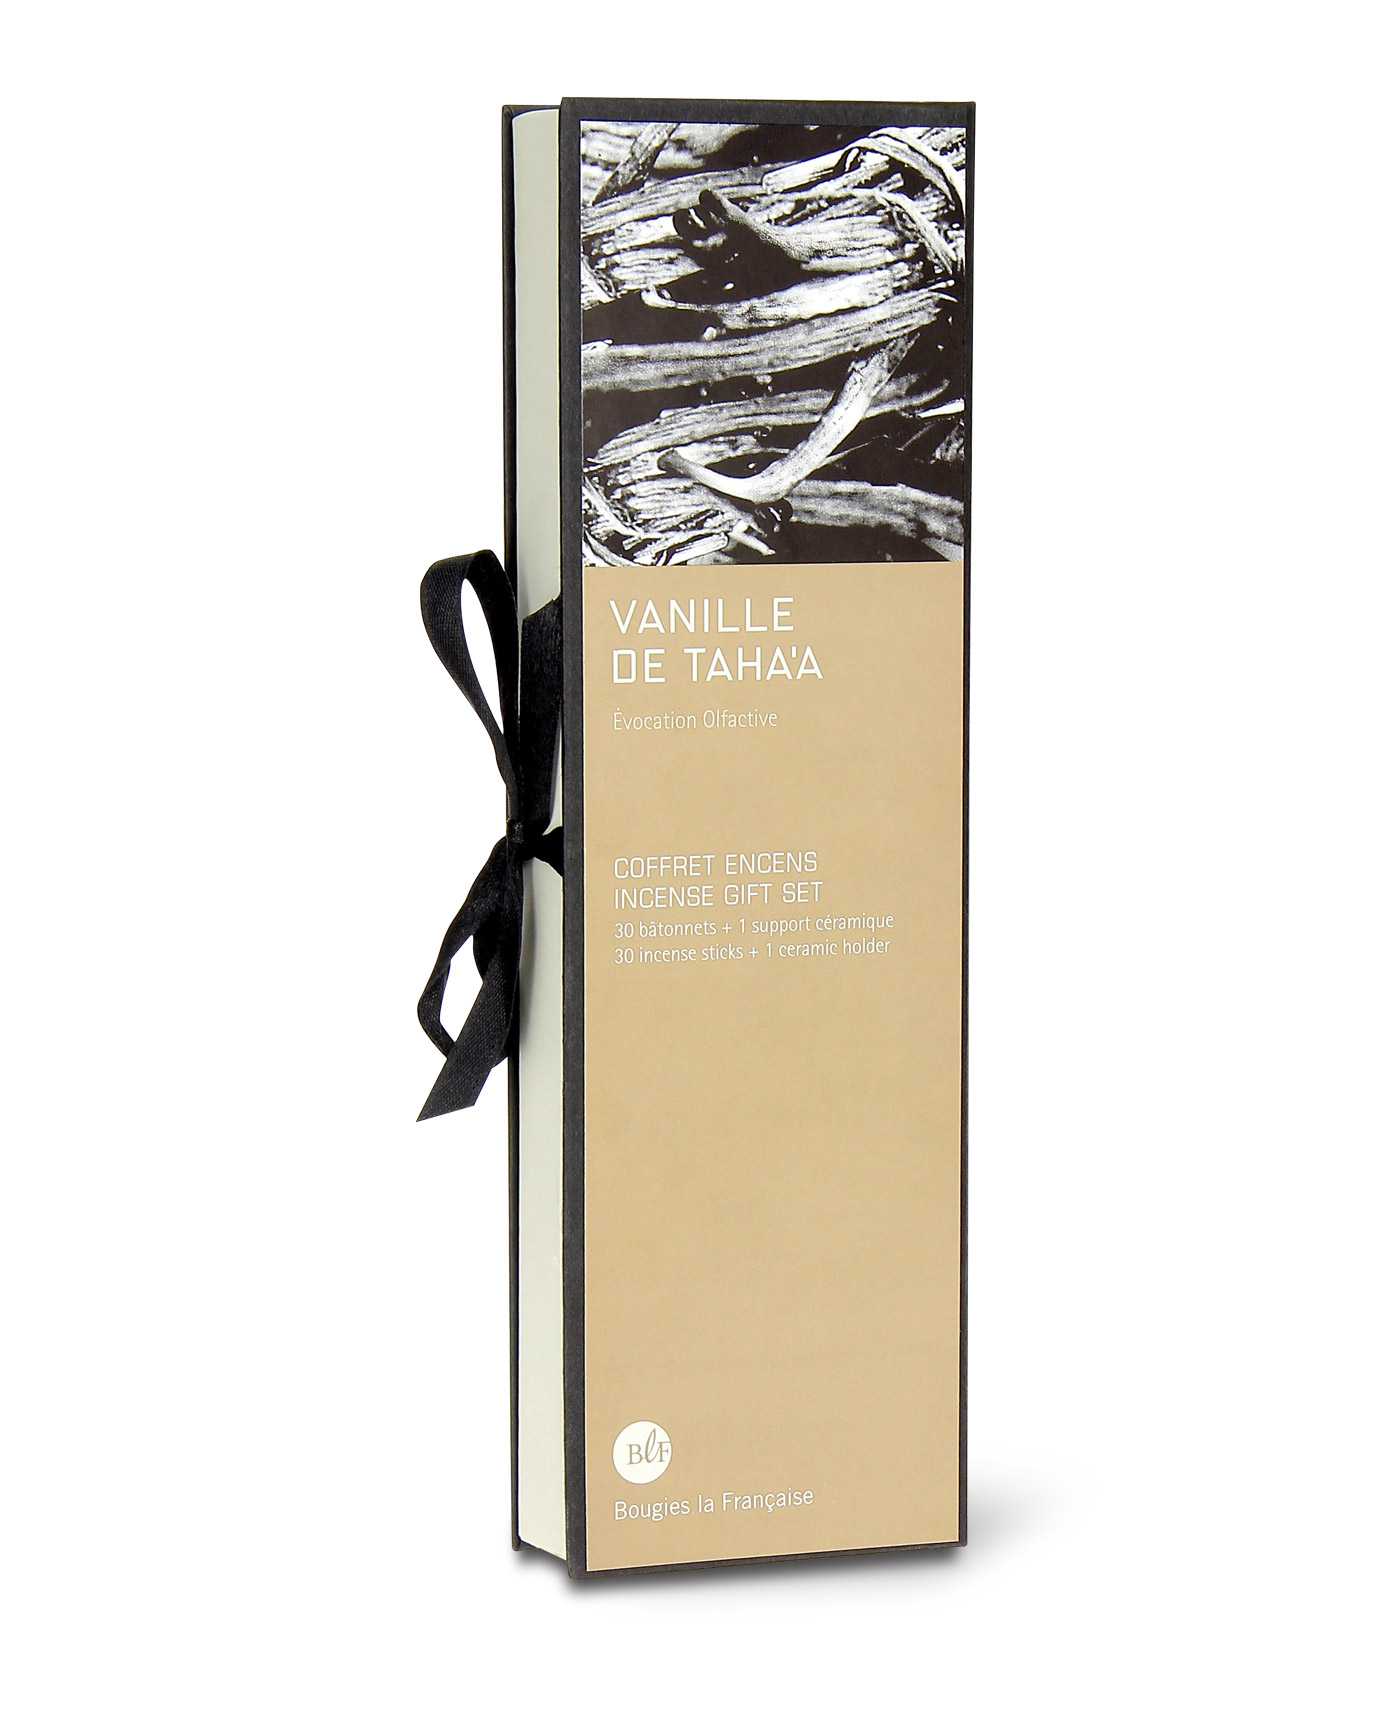 VANILLE
DE TAHA'A
Évocation Olfactive
COFFRET ENCENS
INCENSE GIFT SET
30 bâtonnets + 1 support céramique
30 incense sticks + 1 ceramic holder
BLF
Bougies la Française